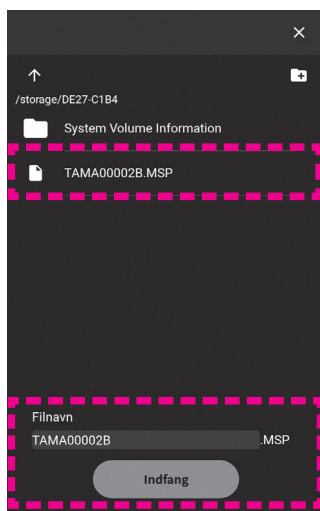 /storage/DE27-C1B4
System Volume Information
TAMA00002B.MSP
Filnavn
TAMA00002B .MSP
Indfang